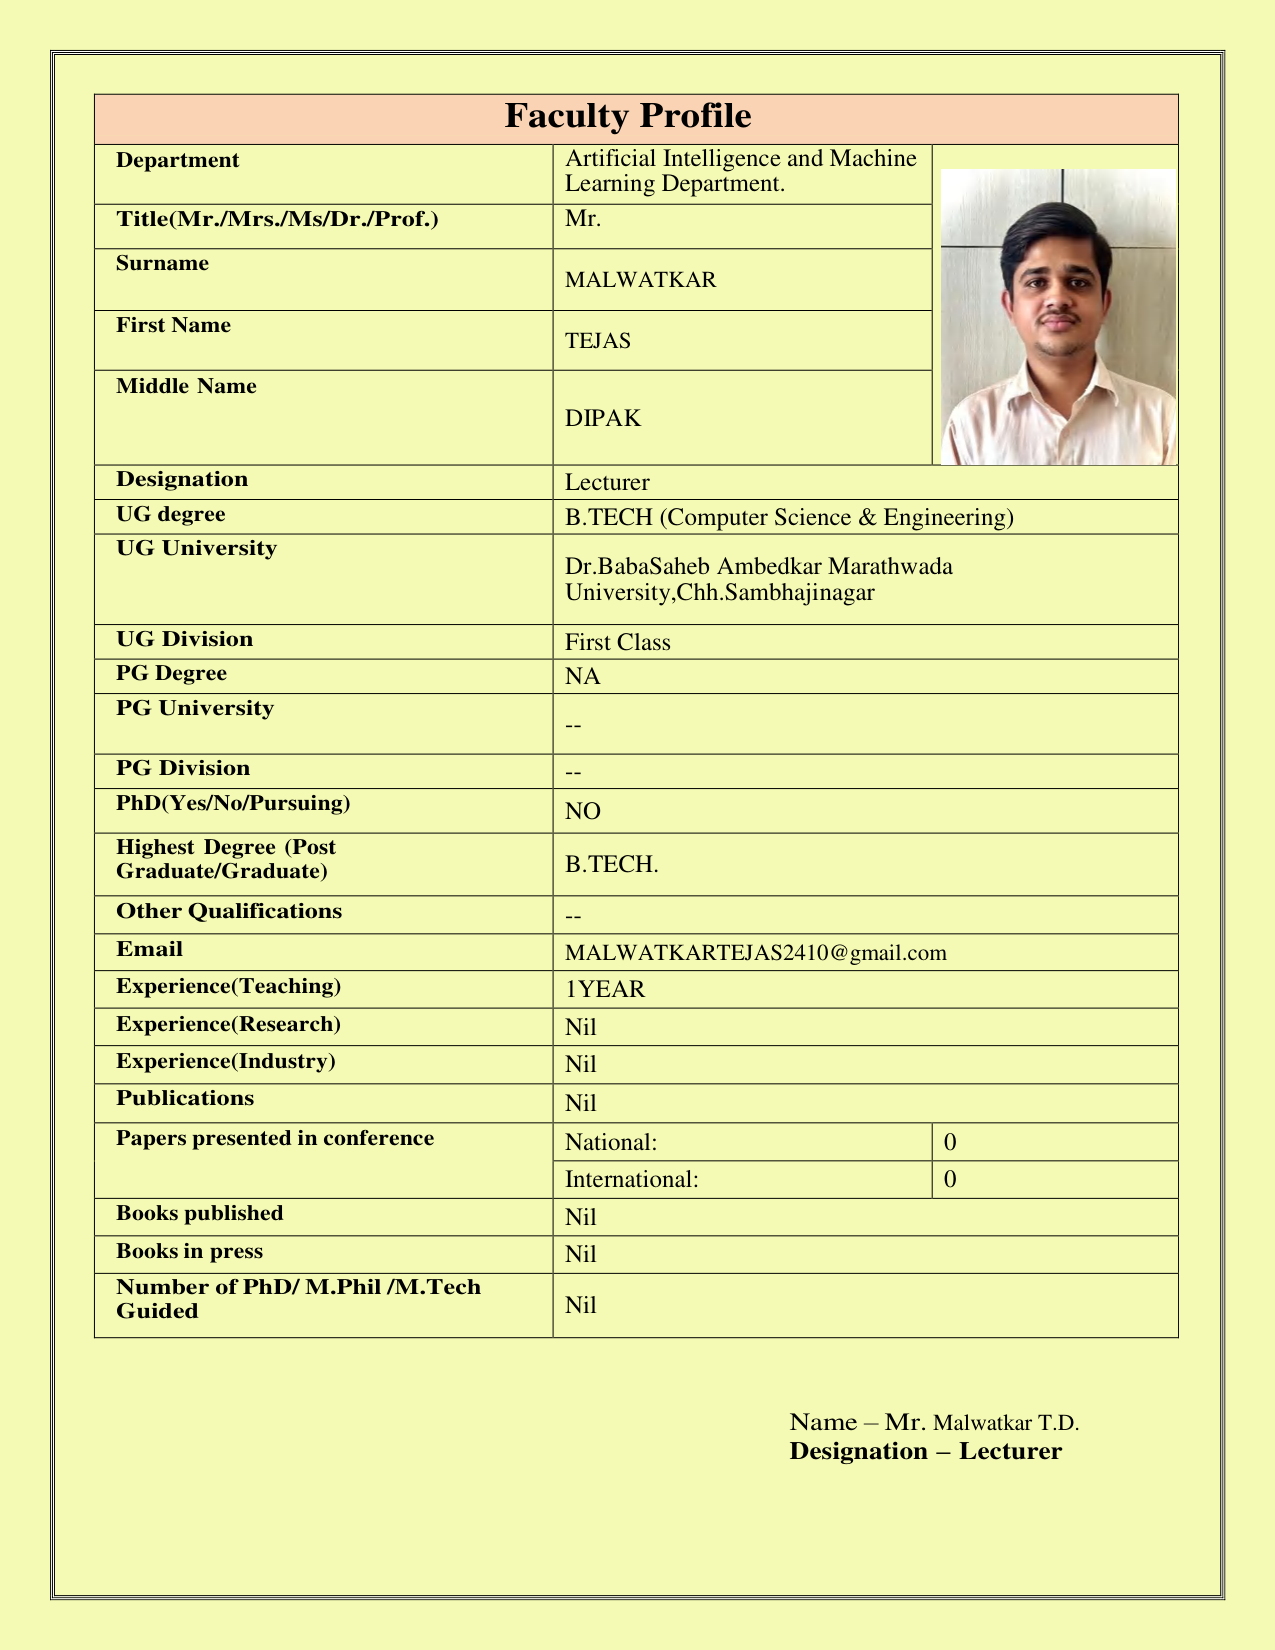 Faculty Profile
Department
Artificial Intelligence and Machine
Learning Department.
Title(Mr./Mrs./Ms/Dr./Prof.)
Mr.
Surname
MALWATKAR
First Name
TEJAS
Middle Name
DIPAK
Designation
Lecturer
UG degree
B.TECH (Computer Science & Engineering)
UG University
Dr.BabaSaheb Ambedkar Marathwada
University,Chh.Sambhajinagar
UG Division
First Class
PG Degree
NA
PG University
--
PG Division
--
PhD(Yes/No/Pursuing)
NO
Highest Degree (Post
Graduate/Graduate)
B.TECH.
Other Qualifications
--
Email
MALWATKARTEJAS2410@gmail.com
Experience(Teaching)
1YEAR
Experience(Research)
Nil
Experience(Industry)
Nil
Publications
Nil
Papers presented in conference
National:
0
International:
0
Books published
Nil
Books in press
Nil
Number of PhD/ M.Phil /M.Tech
Guided
Nil
Name – Mr. Malwatkar T.D.
Designation – Lecturer